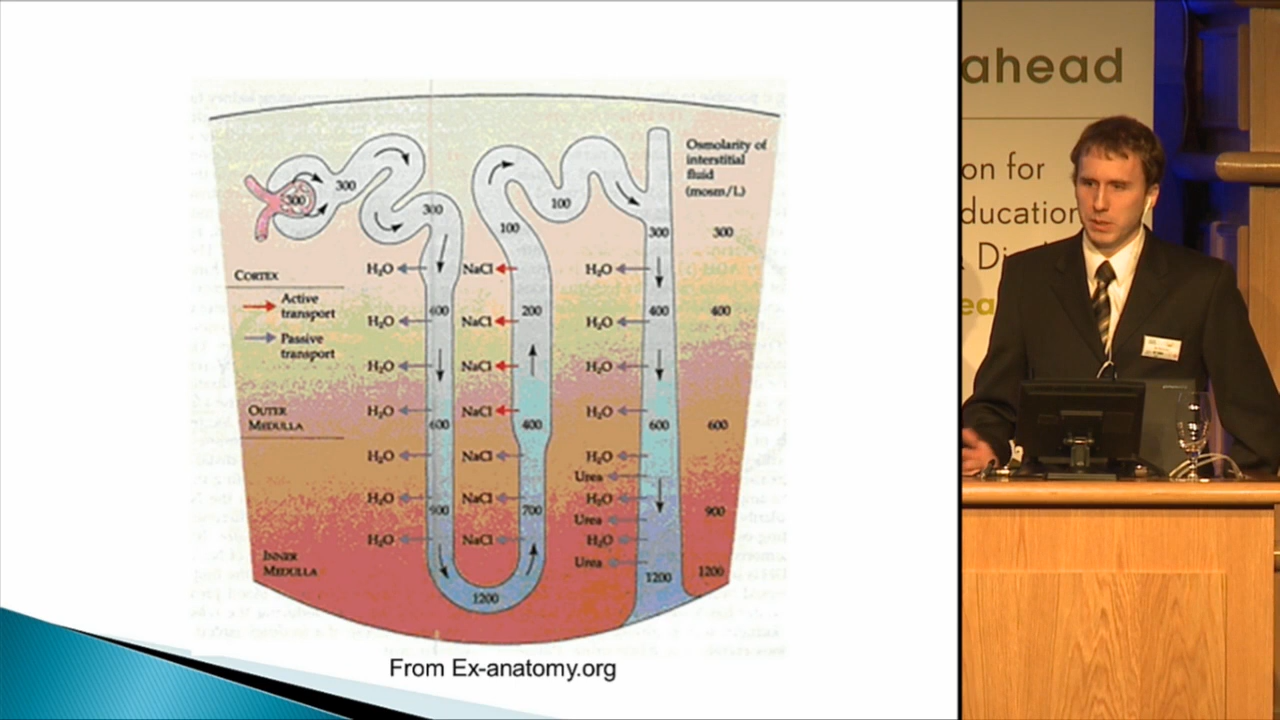 Osmolarity of
interstitial
fluid
(mosm/L)
300
300
300
100
100
300
300
CORTEX
H₂O
NaCl
H₂O
Active
transport
400
200
400
400
H₂O
NaCl
H₂O
Passive
transport
H₂O
NaCl
H₂O
OUTER
MEDULLA
H₂O
NaCl
H₂O
600
400
600
600
H₂O
NaCl
H₂O
Urea
H₂O
NaCl
H₂O
900
700
900
Urea
H₂O
NaCl
H₂O
INNER
MEDULLA
Urea
1200
1200
1200
From Ex-anatomy.org
ahead
on for
ducation
& Di
ea